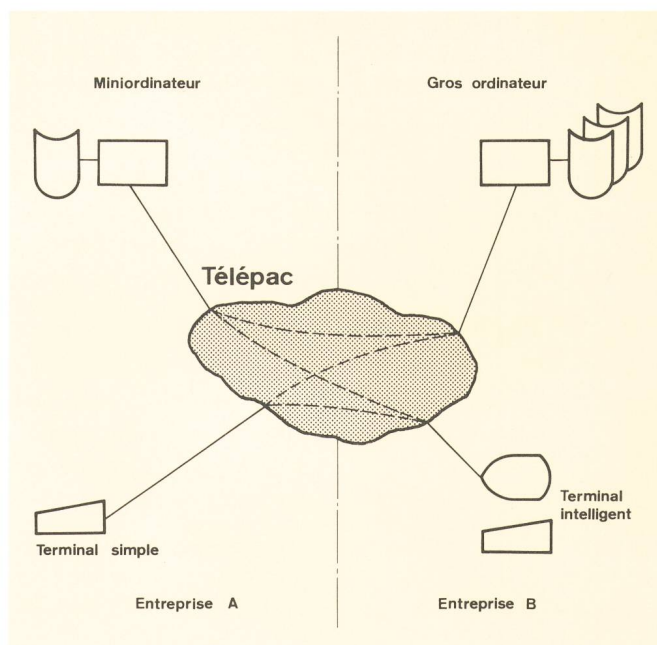 Miniordinateur
Gros ordinateur
Télépac
Terminal
intelligent
Terminal simple
Entreprise A
Entreprise B